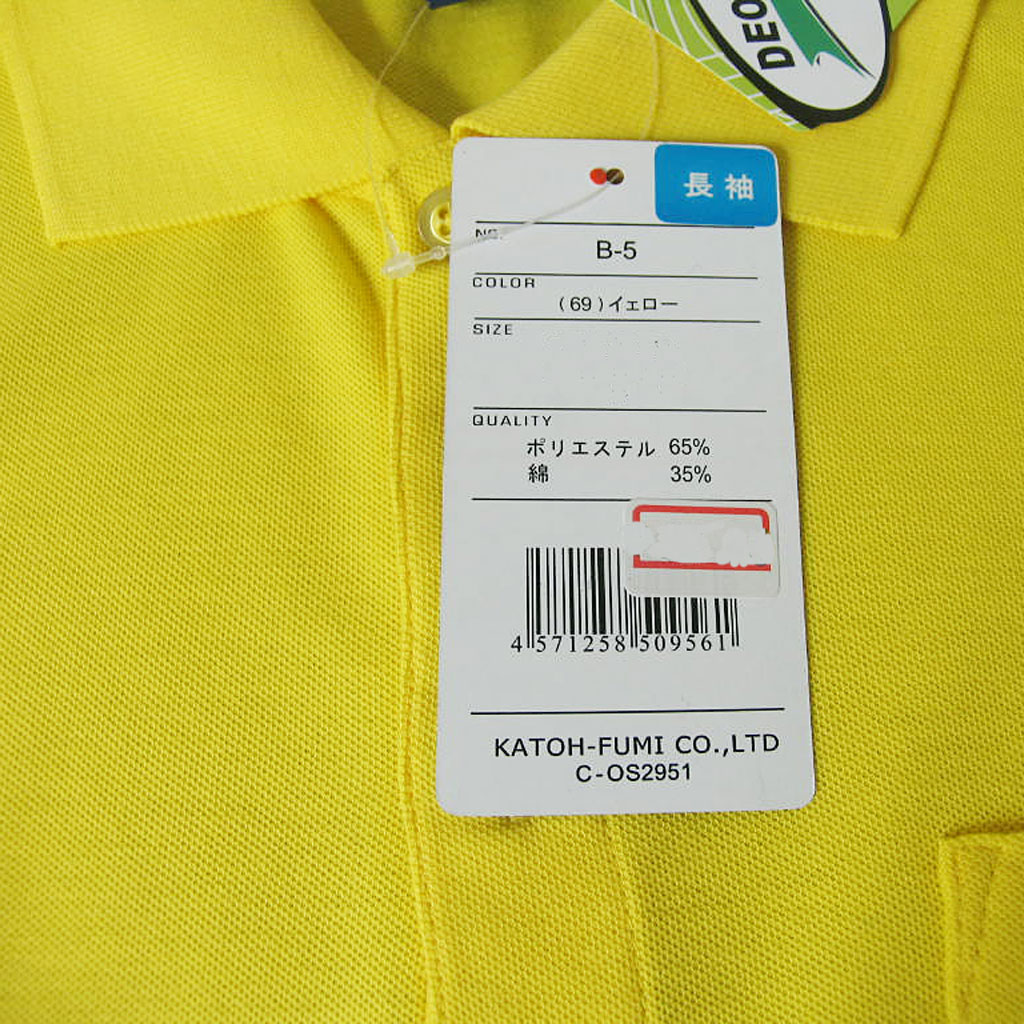 DEO
長袖
NO.
B-5
COLOR
(69)イェロー
SIZE
QUALITY
ポリエステル 65%
綿 35%
4 571258 509561
KATOH-FUMI CO.,LTD
C-OS2951